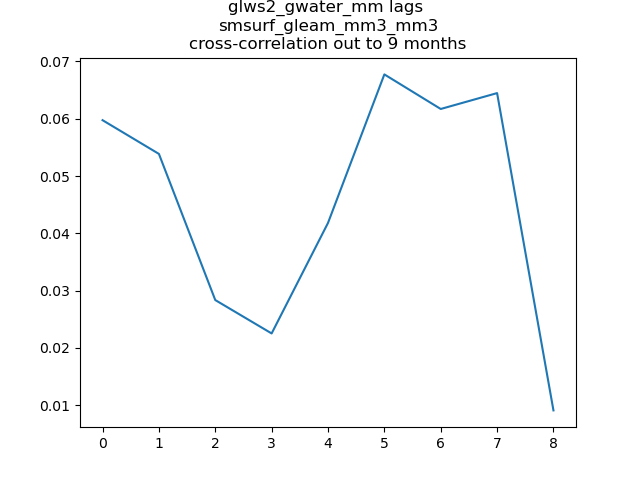 glws2_gwater_mm lags
smsurf_gleam_mm3_mm3
cross-correlation out to 9 months
0.07
0.06
0.05
0.04
0.03
0.02
0.01
0 1 2 3 4 5 6 7 8